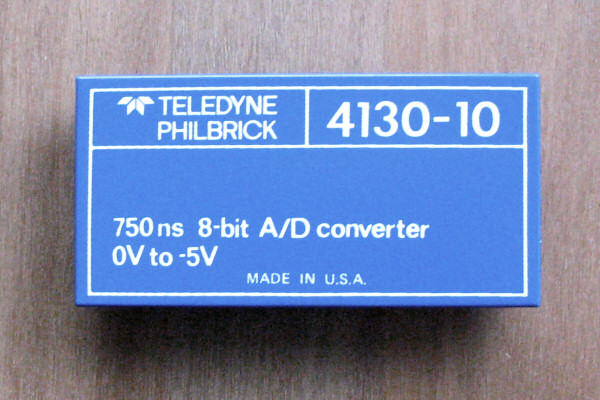 TELEDYNE
PHILBRICK
4130-10
750ns 8-bit A/D converter
0V to -5V
MADE IN U.S.A.